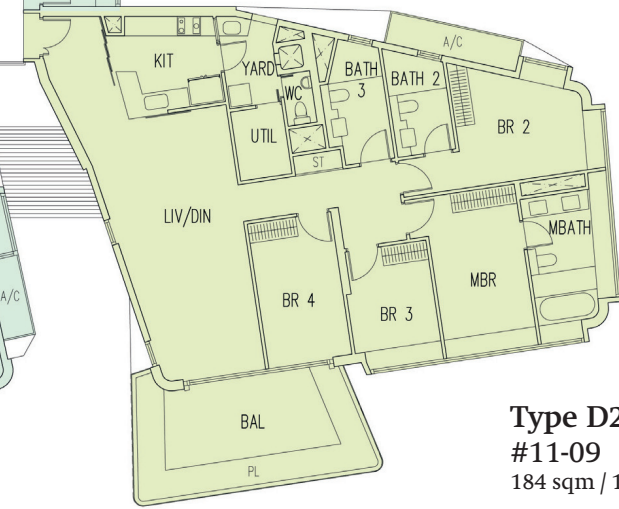 A/C
KIT
YARD
BATH
3
BATH 2
WC
BR 2
UTIL
ST
LIV/DIN
MBATH
A/C
BR 4
BR 3
MBR
BAL
PL
Type D2
#11-09
184 sqm / 1